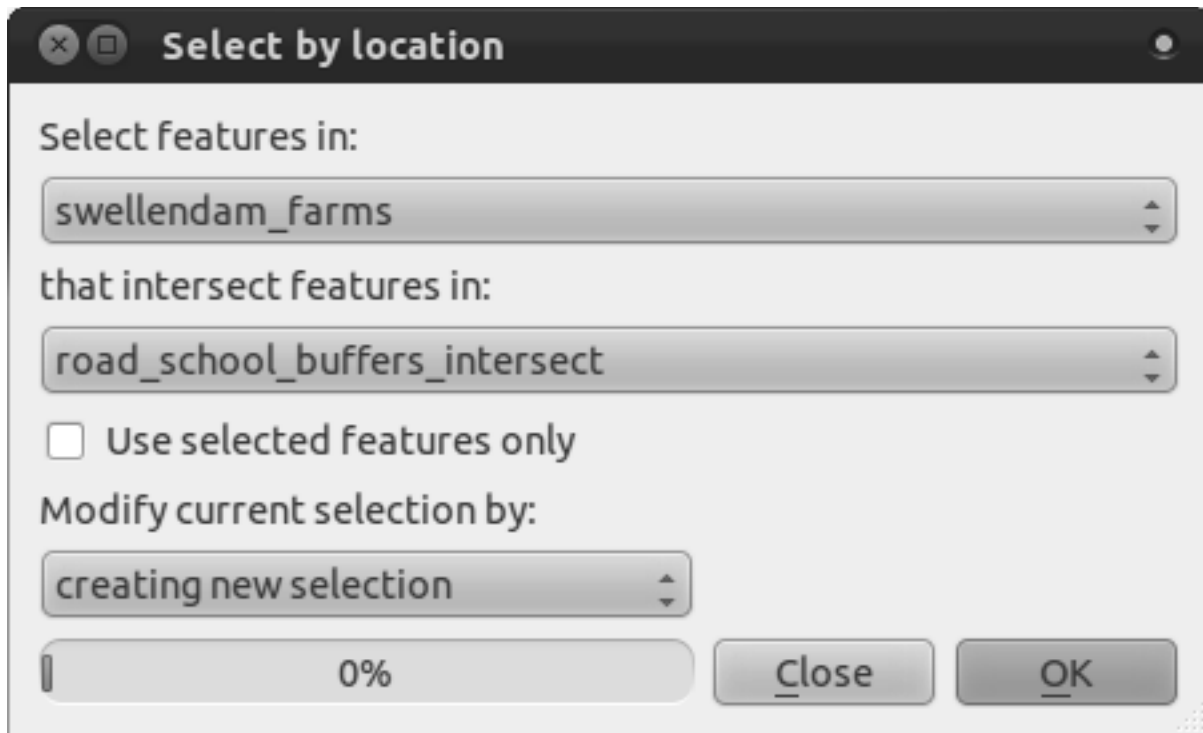 Select by location
Select features in:
swellendam_farms
that intersect features in:
road_school_buffers_intersect
Use selected features only
Modify current selection by:
creating new selection
0%
Close
OK